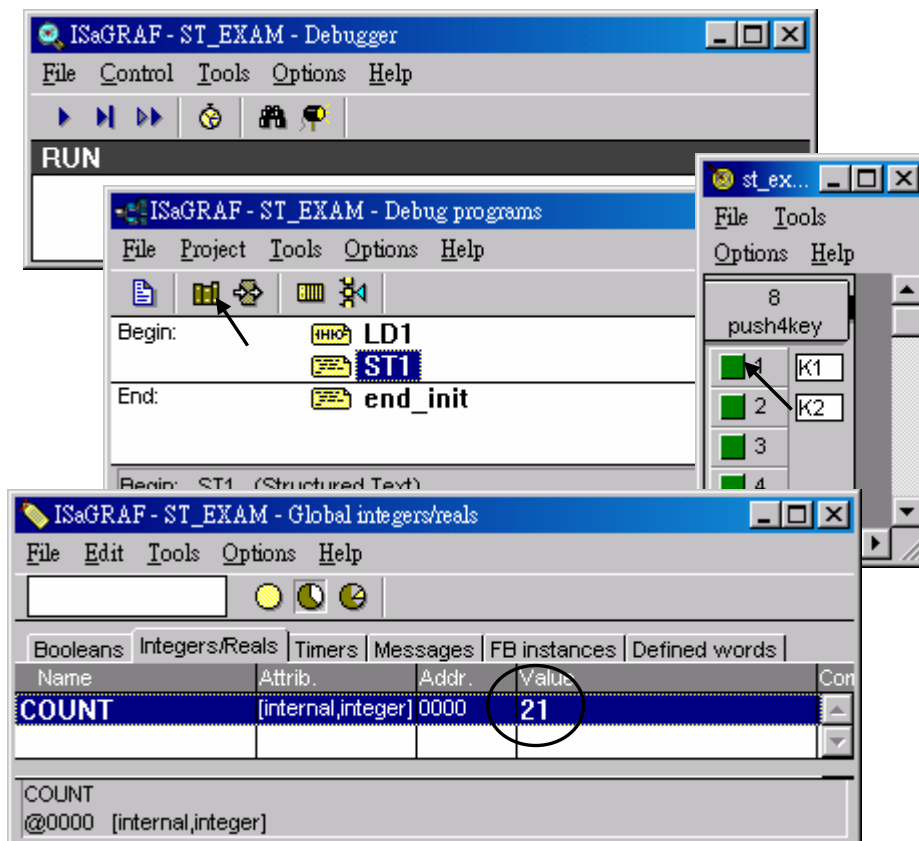 ISaGRAF - ST_EXAM - Debugger
File Control Tools Options Help
RUN
ISaGRAF - ST_EXAM - Debug programs
File Project Tools Options Help
Begin: LD1
ST1
End: end_init
Begin: ST1 (Structured Text)
st_ex...
File Tools
Options Help
8
push4key
1 K1
2 K2
3
4
ISaGRAF - ST_EXAM - Global integers/reals
File Edit Tools Options Help
Booleans Integers/Reals Timers Messages FB instances Defined words
Name Attrib. Addr. Value Com
COUNT [internal,integer] 0000 21
COUNT
@0000 [internal,integer]